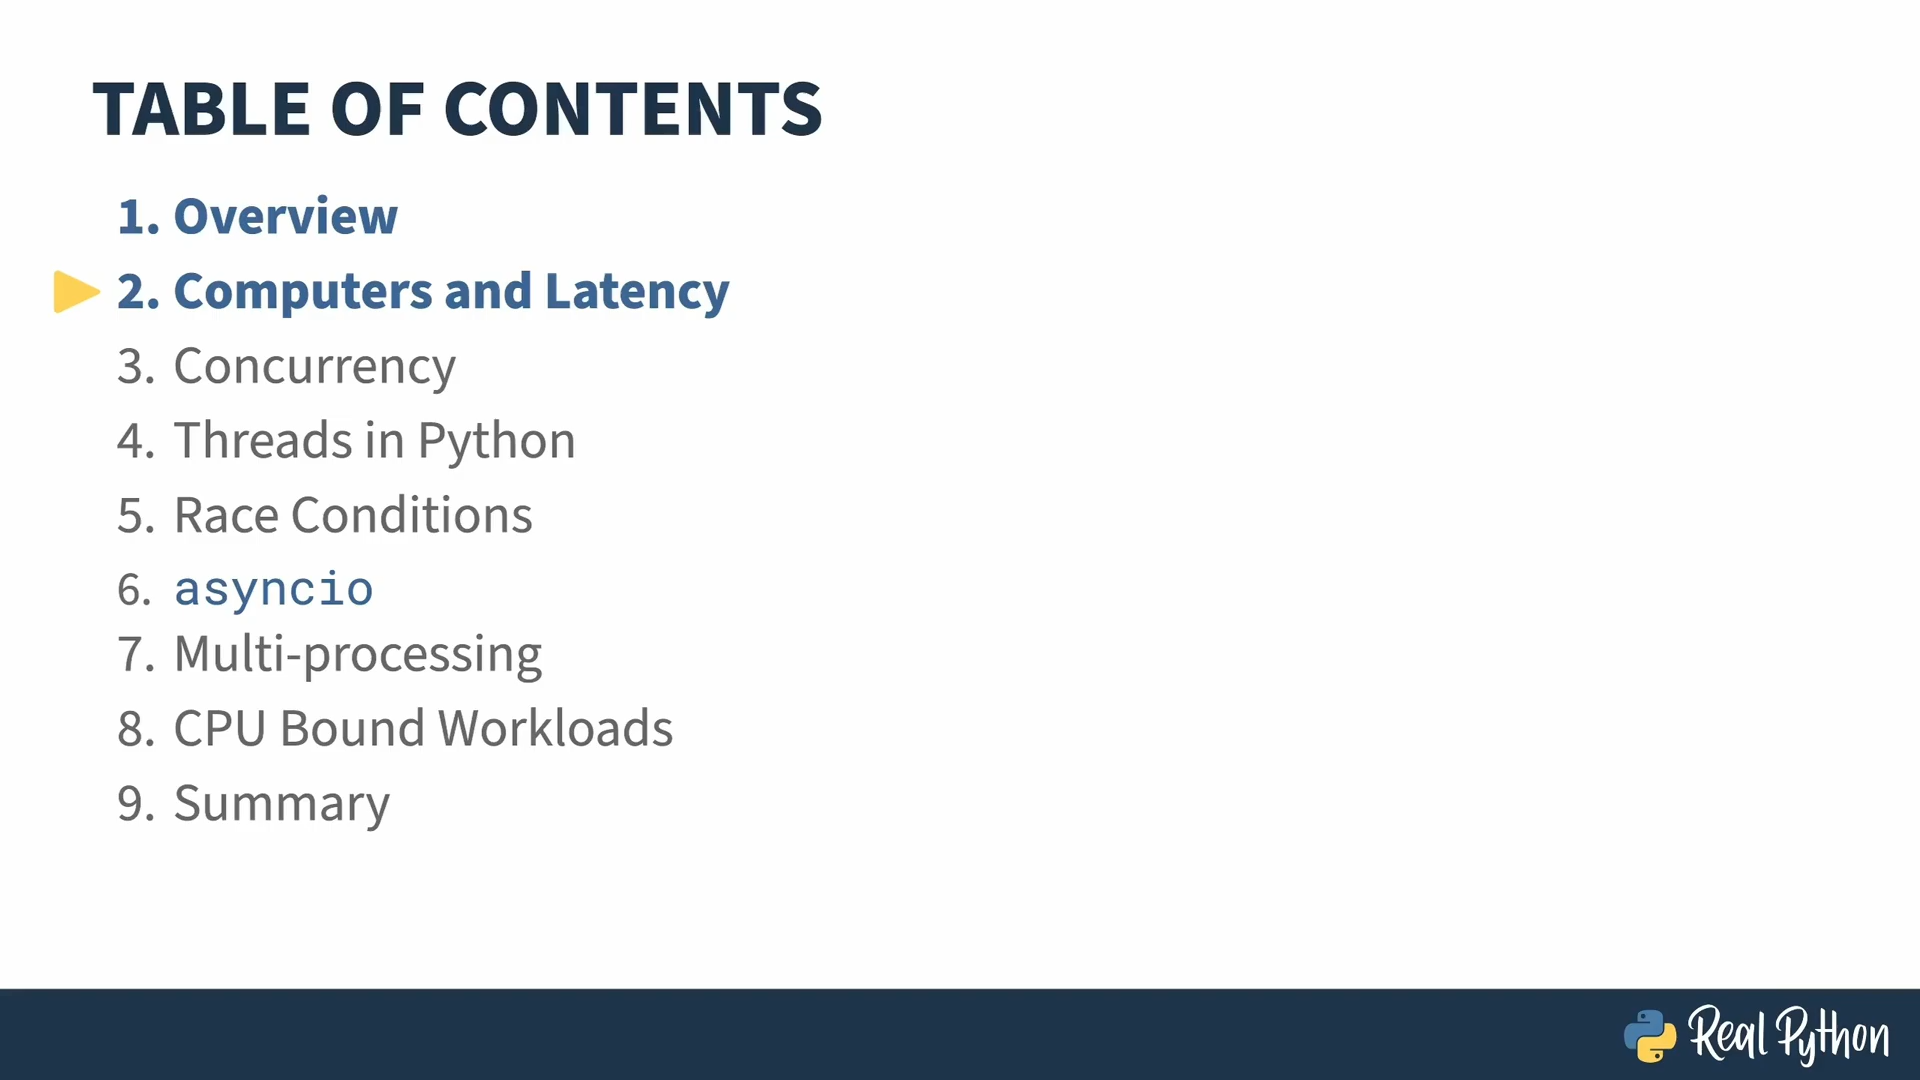 TABLE OF CONTENTS
1. Overview
2. Computers and Latency
3. Concurrency
4. Threads in Python
5. Race Conditions
6. asyncio
7. Multi-processing
8. CPU Bound Workloads
9. Summary
Real Python